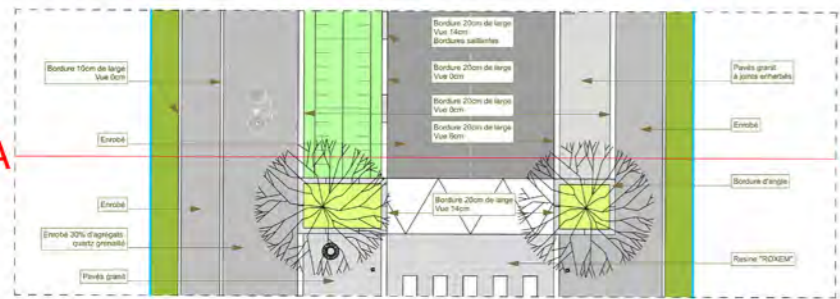 Bordure 20cm de large
Vue 14cm
Bordures saillantes
Bordure 10cm de large
Vue 0cm
Bordure 20cm de large
Vue 0cm
Pavés granit
à joints enherbés
Bordure 20cm de large
Vue 0cm
Enrobé
Bordure 20cm de large
Vue 6cm
Enrobé
A
Bordure d'angle
Enrobé
Bordure 20cm de large
Vue 14cm
Enrobé 30% d'agrégats
quartz grenaillé
Pavés granit
Resine "ROXEM"